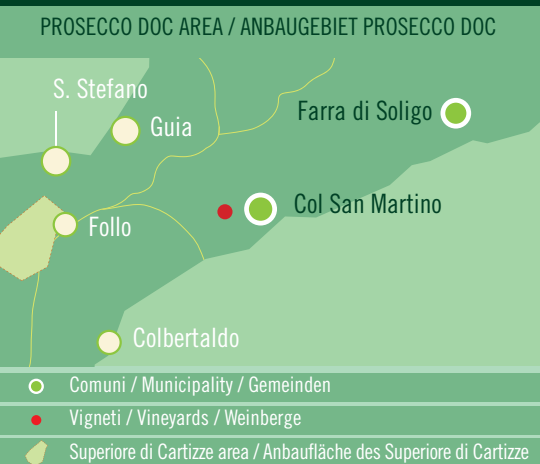 PROSECCO DOC AREA / ANBAUGEBIET PROSECCO DOC
S. Stefano
Guia
Farra di Soligo
Col San Martino
Follo
Colbertaldo
Comuni / Municipality / Gemeinden
Vigneti / Vineyards / Weinberge
Superiore di Cartizze area / Anbaufläche des Superiore di Cartizze